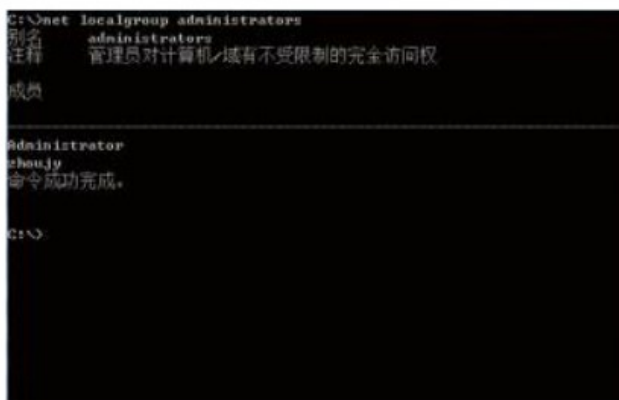 C:\>net localgroup administrators
别名     administrators
注释     管理员对计算机/域有不受限制的完全访问权
成员
-------------------------------------------------------------------------------
Administrator
zhoujy
命令成功完成。
C:\>